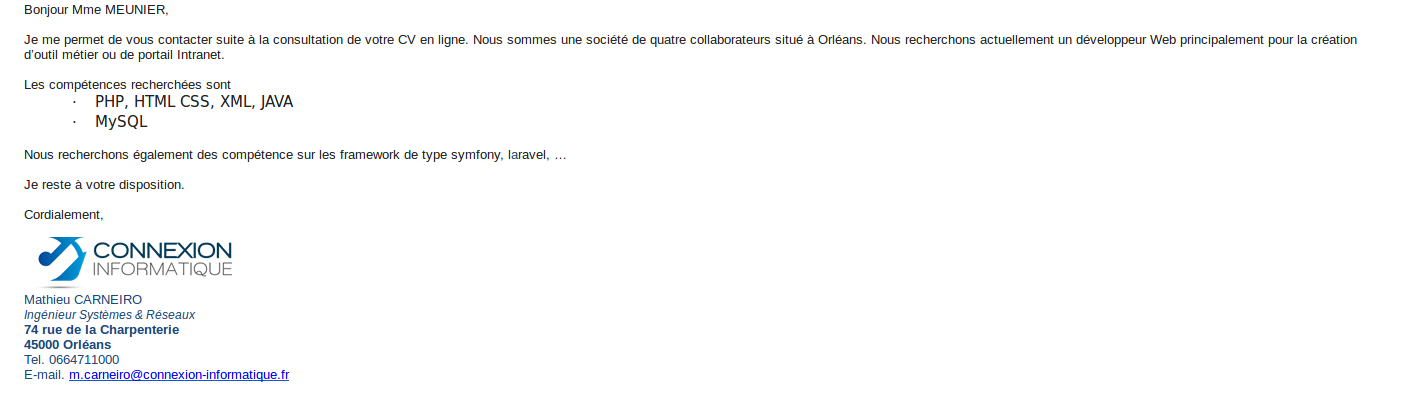 Bonjour Mme MEUNIER,
Je me permet de vous contacter suite à la consultation de votre CV en ligne. Nous sommes une société de quatre collaborateurs situé à Orléans. Nous recherchons actuellement un développeur Web principalement pour la création
d'outil métier ou de portail Intranet.
Les compétences recherchées sont
· PHP, HTML CSS, XML, JAVA
· MySQL
Nous recherchons également des compétence sur les framework de type symfony, laravel, …
Je reste à votre disposition.
Cordialement,
CONNEXION
INFORMATIQUE
Mathieu CARNEIRO
Ingénieur Systèmes & Réseaux
74 rue de la Charpenterie
45000 Orléans
Tel. 0664711000
E-mail. m.carneiro@connexion-informatique.fr